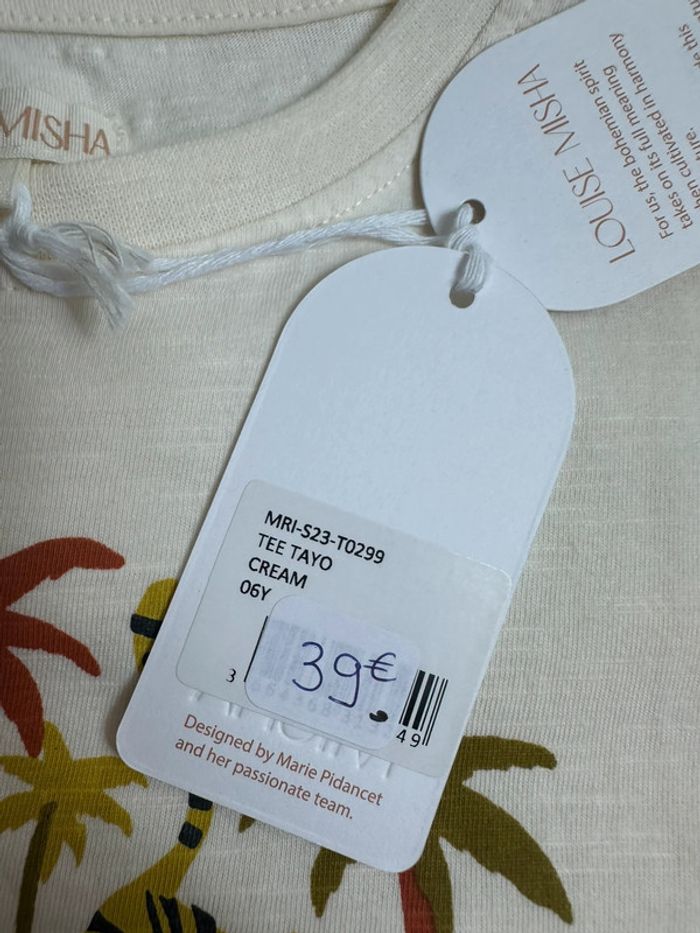 MISHA
LOUISE MISHA
For us, the bohemian spirit
takes on its full meaning
when cultivated in harmony
MRI-S23-T0299
TEE TAYO
CREAM
06Y
39€
3
49
Designed by Marie Pidancet
and her passionate team.